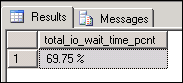 Results Messages
total_io_wait_time_pcnt
1 69.75 %